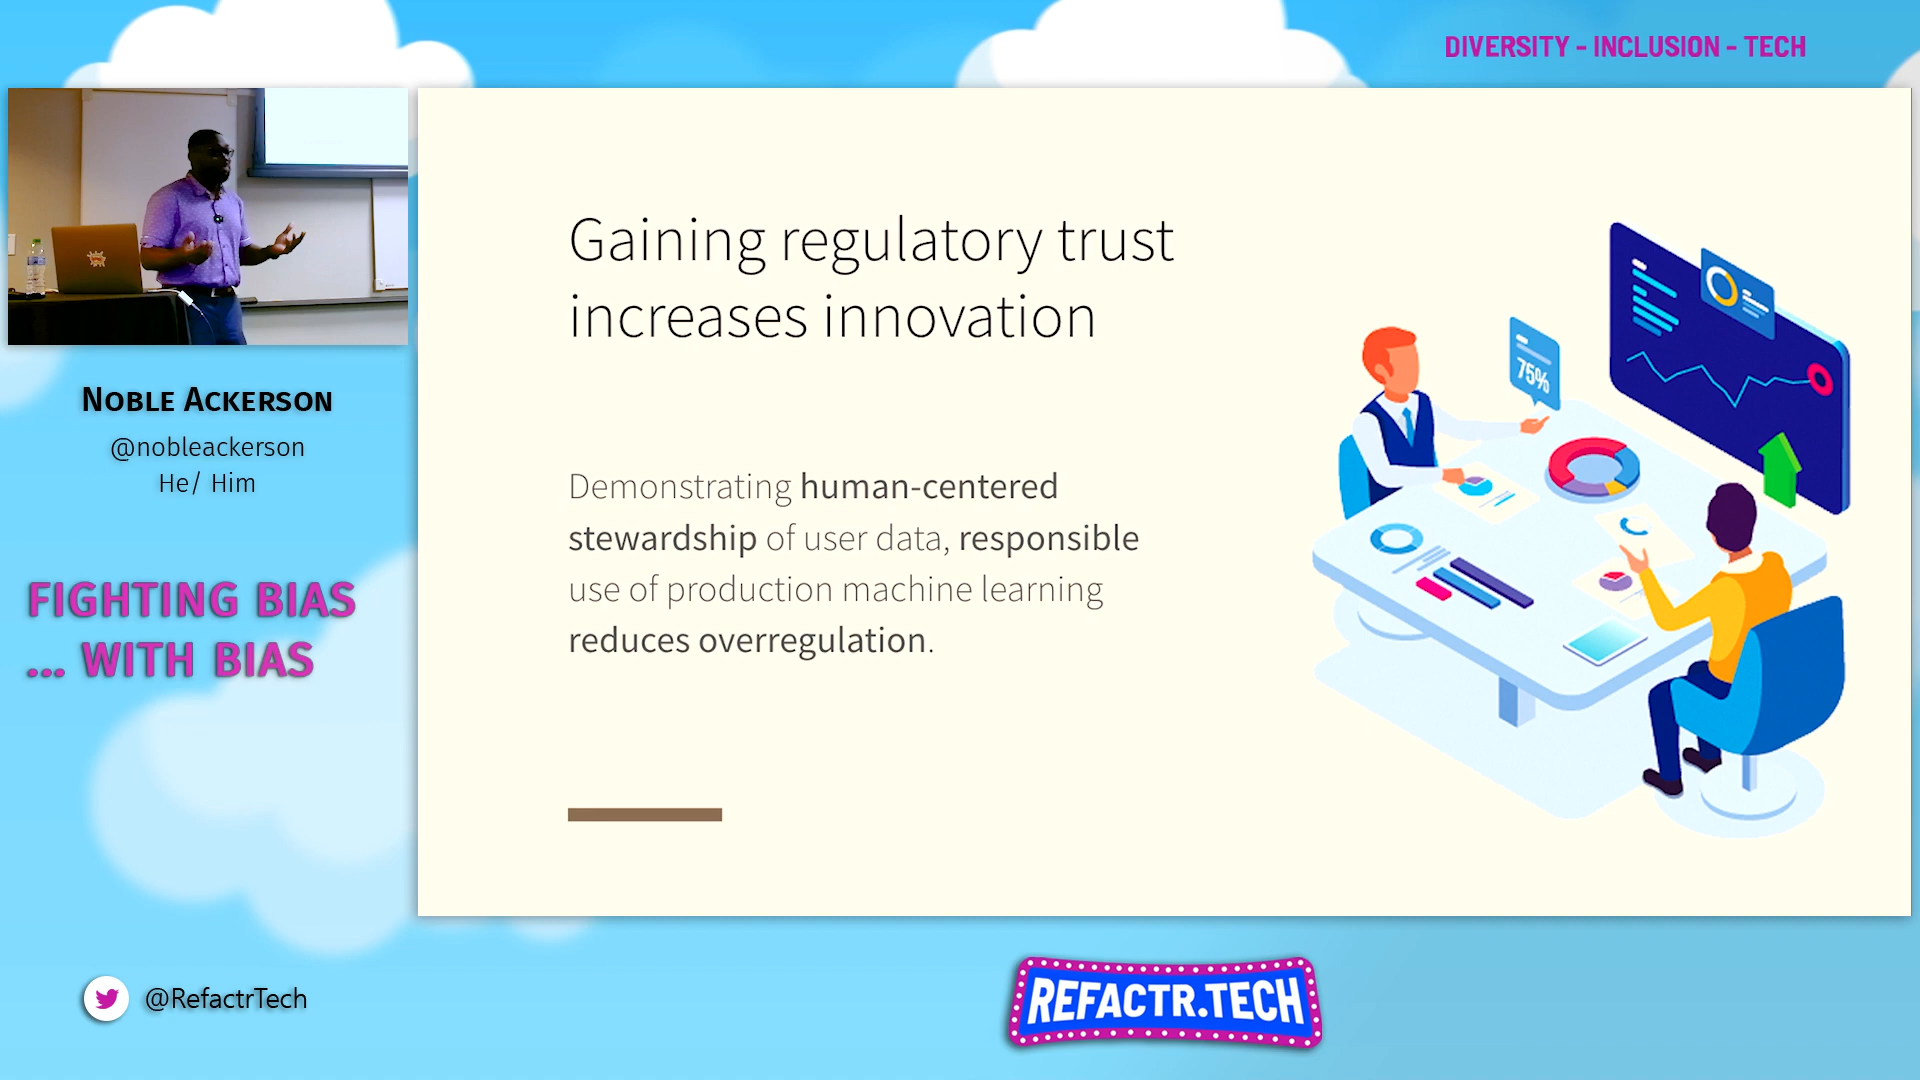 DIVERSITY - INCLUSION - TECH
NOBLE ACKERSON
@nobleackerson
He/ Him
FIGHTING BIAS
... WITH BIAS
@RefactrTech
Gaining regulatory trust
increases innovation
Demonstrating human-centered
stewardship of user data, responsible
use of production machine learning
reduces overregulation.
75%
REFACTR.TECH